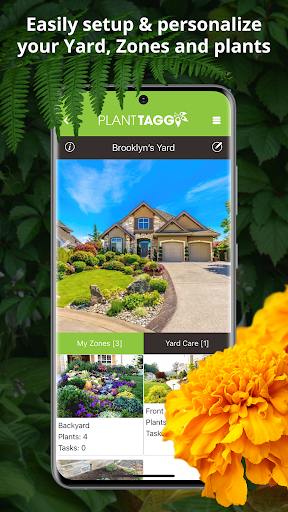 Easily setup & personalize
your Yard, Zones and plants
PLANTTAGG
Brooklyn's Yard
My Zones [3]
Yard Care [1]
Backyard
Plants: 4
Tasks: 0
Front
Plants:
Tasks: